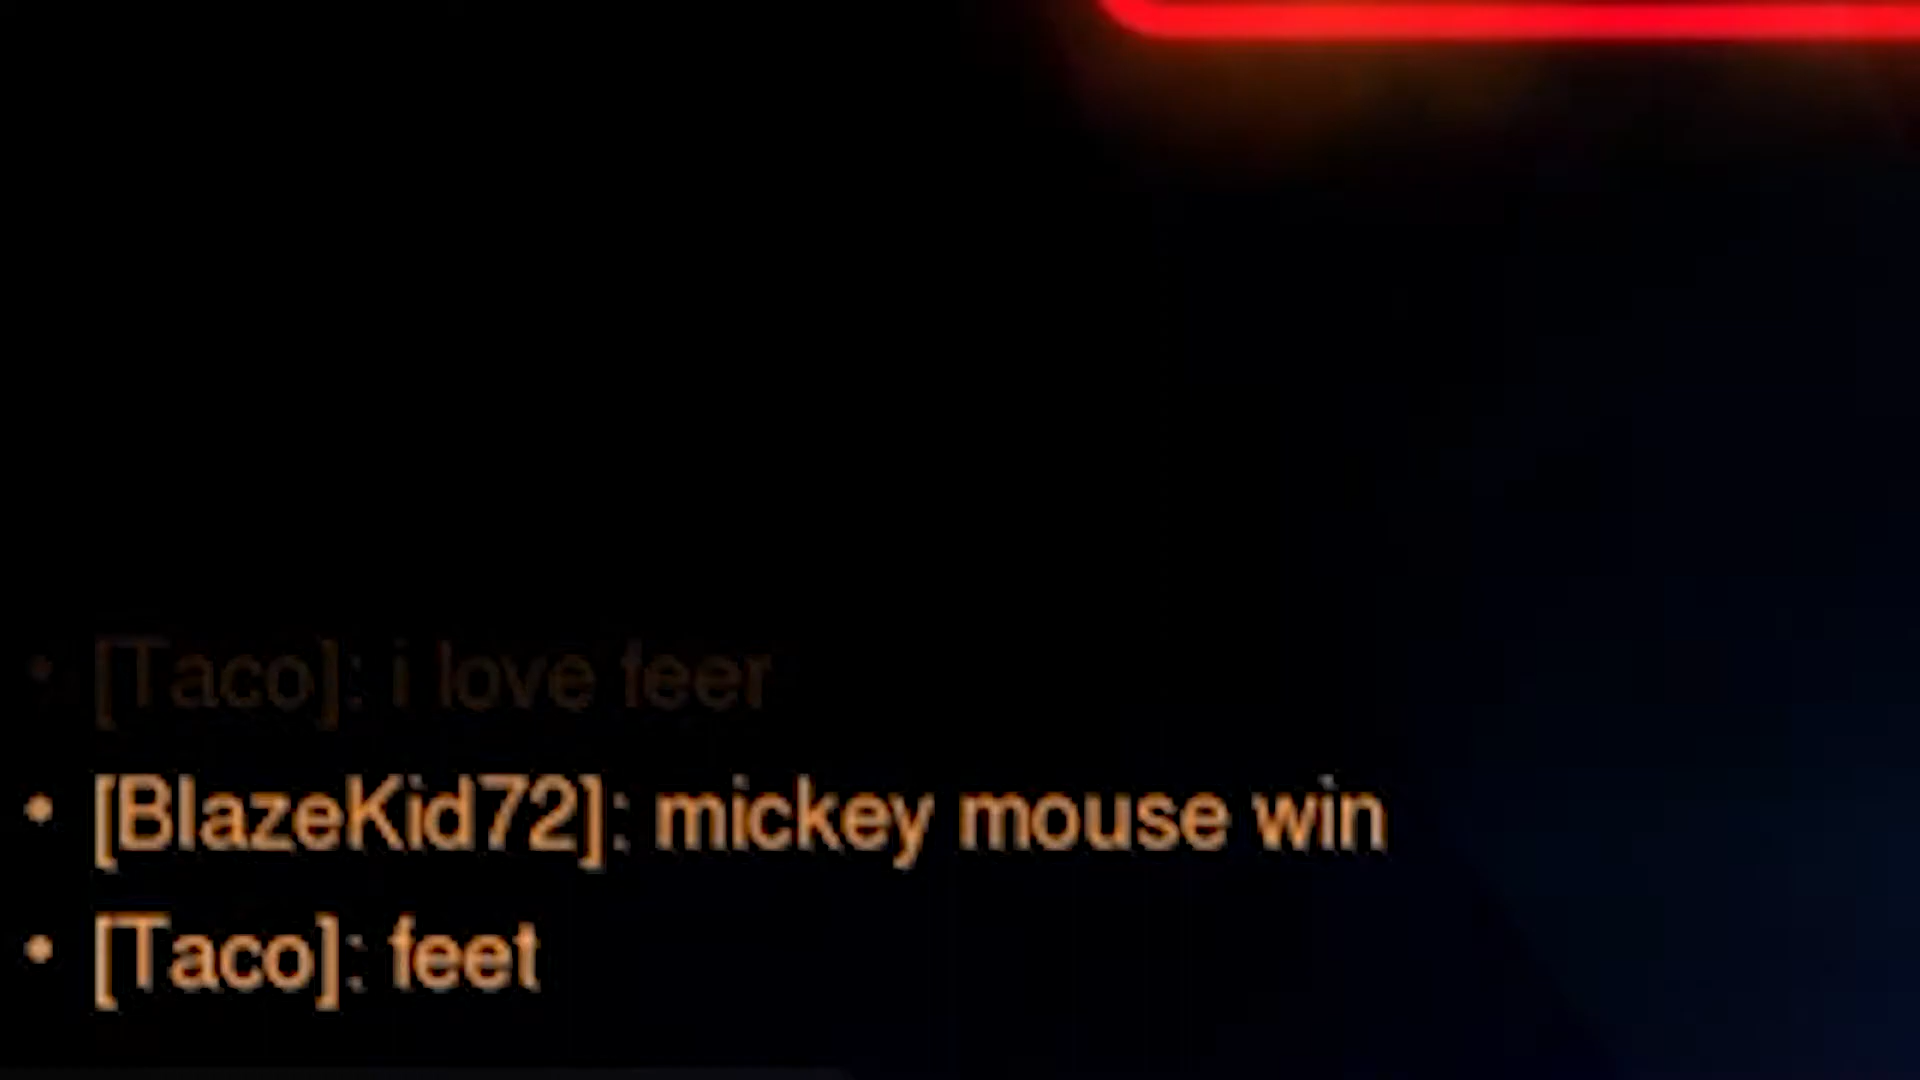 • [Taco]: i love feer
• [BlazeKid72]: mickey mouse win
• [Taco]: feet